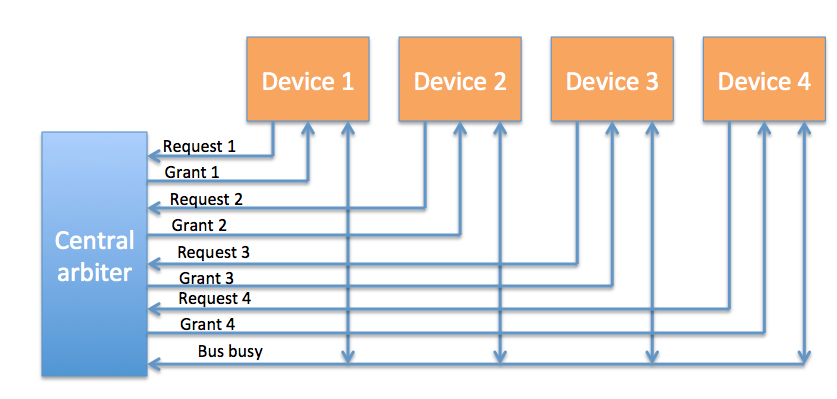 Device 1
Device 2
Device 3
Device 4
Request 1
Grant 1
Request 2
Grant 2
Central
arbiter
Request 3
Grant 3
Request 4
Grant 4
Bus busy